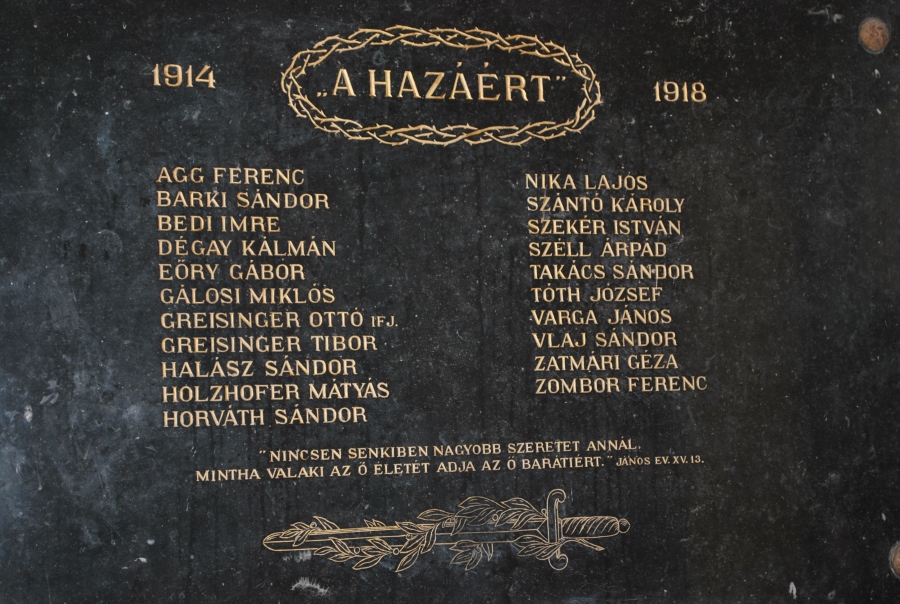 1914
„A HAZÁÉRT”
1918
AGG FERENC
BARKI SÁNDOR
BEDI IMRE
DÉGAY KÁLMÁN
EŐRY GÁBOR
GÁLOSI MIKLÓS
GREISINGER OTTÓ IFJ.
GREISINGER TIBOR
HALÁSZ SÁNDOR
HOLZHOFER MÁTYÁS
HORVÁTH SÁNDOR
NIKA LAJOS
SZÁNTÓ KÁROLY
SZEKÉR ISTVÁN
SZÉLL ÁRPÁD
TAKÁCS SÁNDOR
TÓTH JÓZSEF
VARGA JÁNOS
VLAJ SÁNDOR
ZATMÁRI GÉZA
ZOMBOR FERENC
"NINCSEN SENKIBEN NAGYOBB SZERETET ANNÁL,
MINTHA VALAKI AZ Ő ÉLETÉT ADJA AZ Ő BARÁTIÉRT." JÁNOS EV. XV. 13.